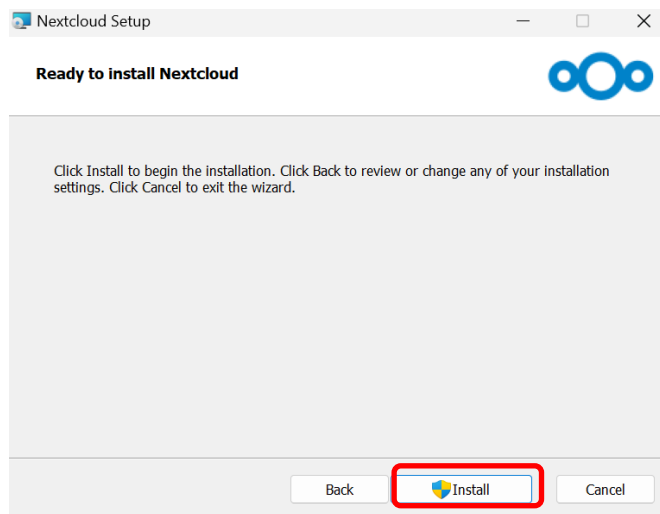 Nextcloud Setup
Ready to install Nextcloud
Click Install to begin the installation. Click Back to review or change any of your installation
settings. Click Cancel to exit the wizard.
Back
Install
Cancel